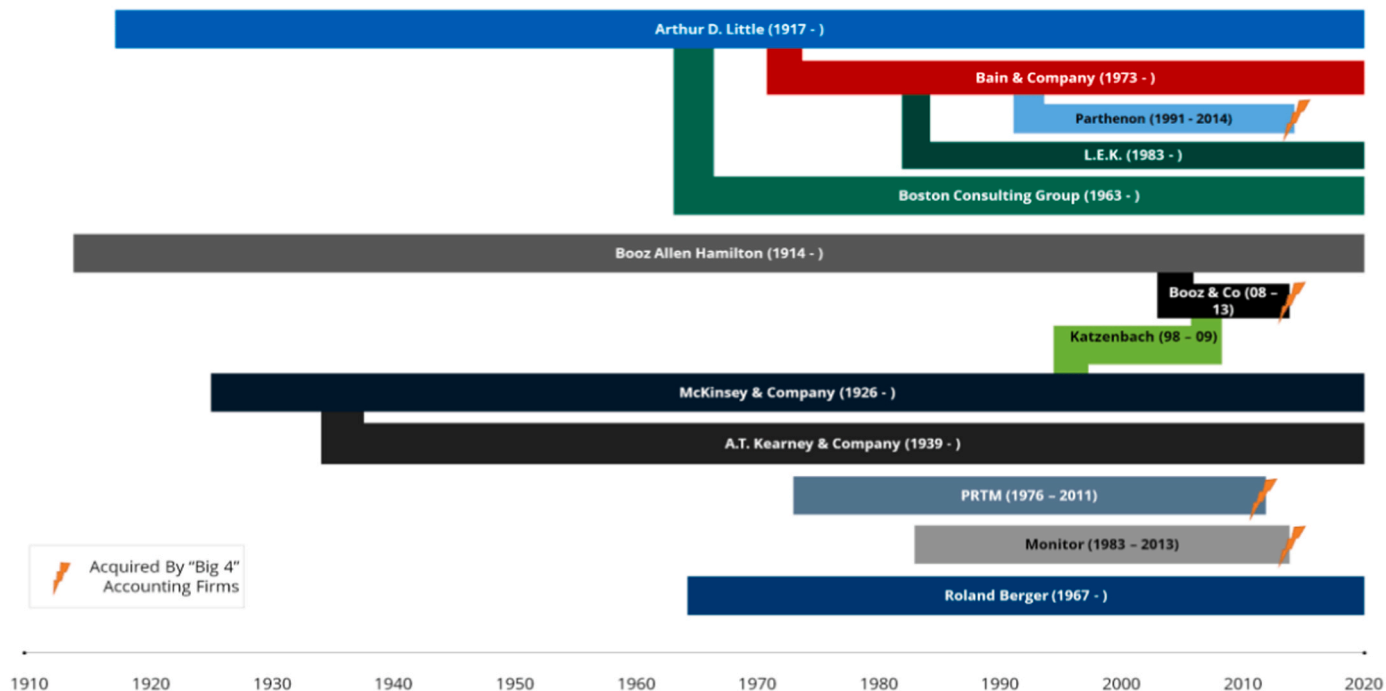 Arthur D. Little (1917 - )
Bain & Company (1973 - )
Parthenon (1991 - 2014)
L.E.K. (1983 - )
Boston Consulting Group (1963 - )
Booz Allen Hamilton (1914 - )
Booz & Co (08 –
13)
Katzenbach (98 – 09)
McKinsey & Company (1926 - )
A.T. Kearney & Company (1939 - )
PRTM (1976 – 2011)
Monitor (1983 – 2013)
Acquired By “Big 4”
Accounting Firms
Roland Berger (1967 - )
1910 1920 1930 1940 1950 1960 1970 1980 1990 2000 2010 2020